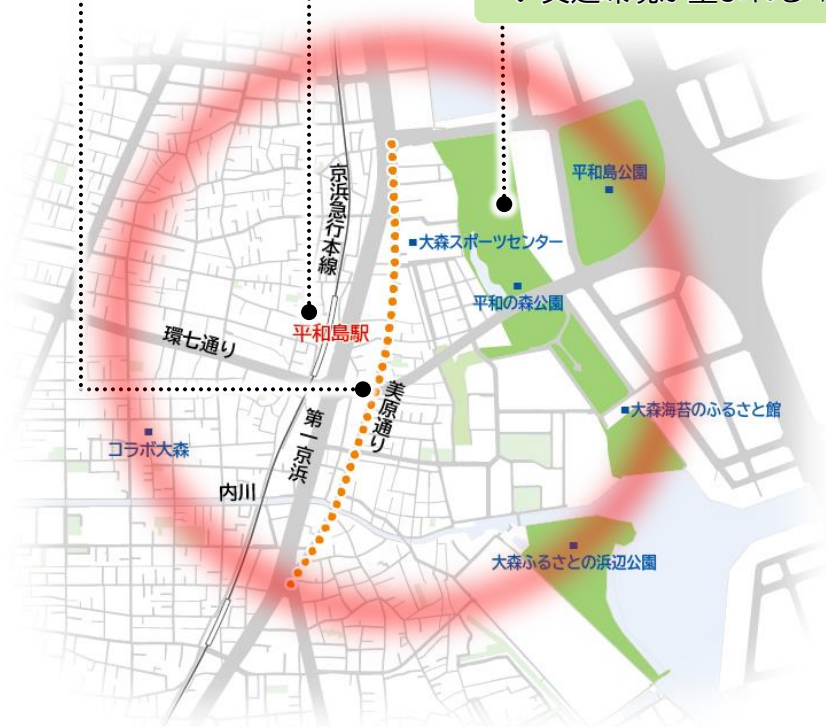 平和島公園
京浜急行本線
大森スポーツセンター
平和の森公園
平和島駅
環七通り
美原通り
大森海苔のふるさと館
第一京浜
コラボ大森
内川
大森ふるさとの浜辺公園